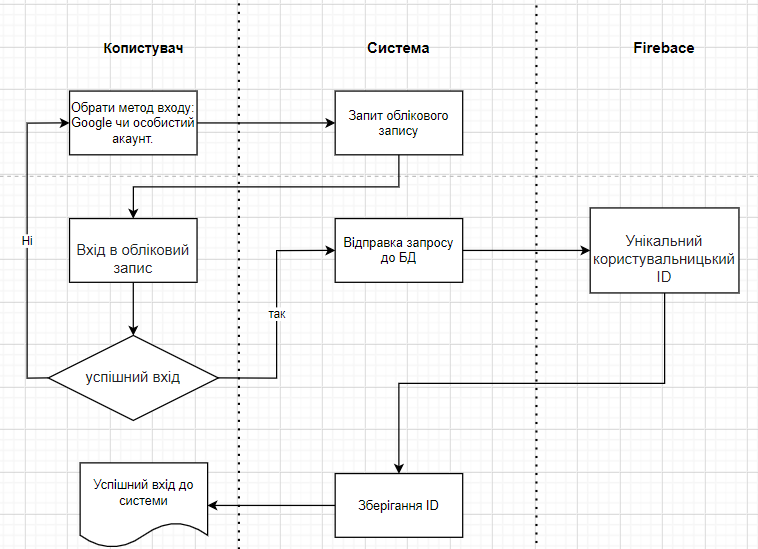 Копистувач
Система
Firebace
Обрати метод входу:
Google чи особистий
акаунт.
Запит облікового
запису
Ні
Вхід в обліковий
запис
Відправка запросу
до БД
Унікальний
користувальницький
ID
так
успішний вхід
Успішний вхід до
системи
Зберігання ID